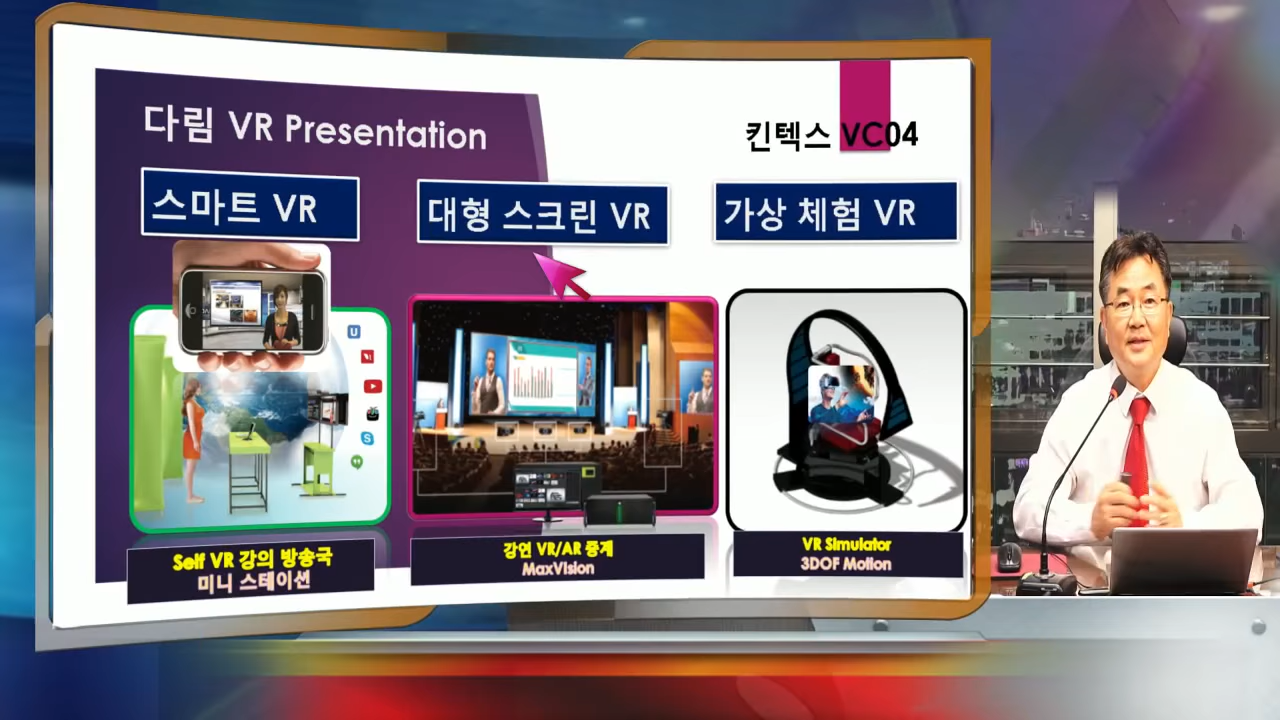 다림 VR Presentation
킨텍스 VC04
스마트 VR
대형 스크린 VR
가상 체험 VR
Self VR 강의 방송국
미니 스테이션
강연 VR/AR 중계
MaxVision
VR Simulator
3DOF Motion